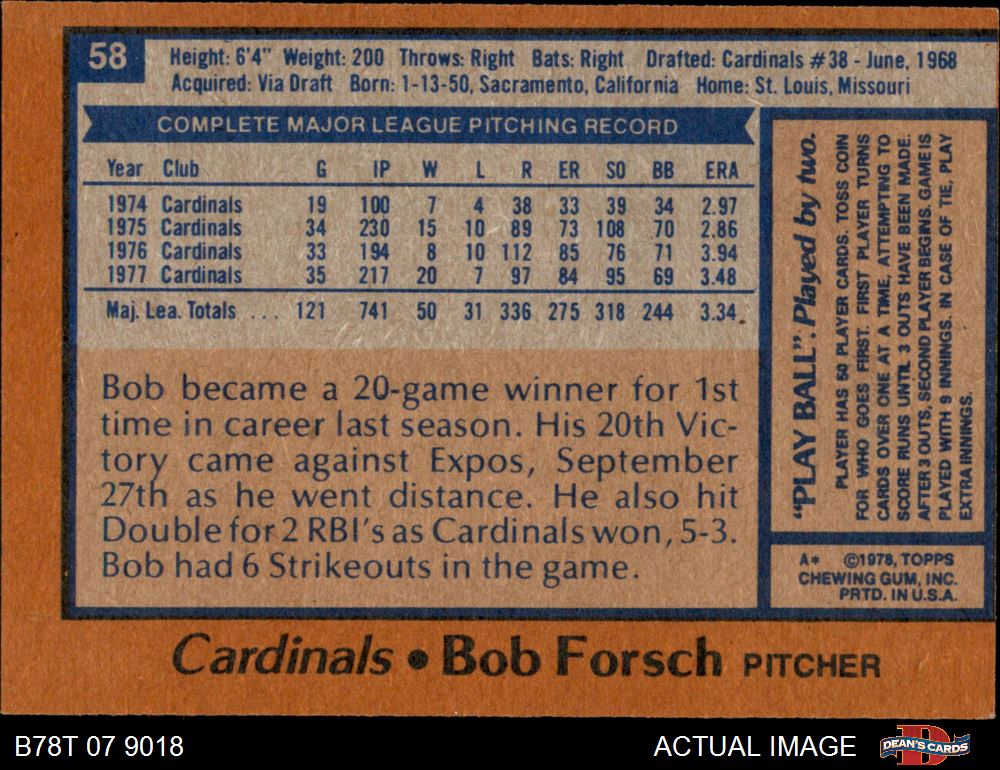 58
Height: 6'4" Weight: 200 Throws: Right Bats: Right Drafted: Cardinals #38 - June, 1968
Acquired: Via Draft Born: 1-13-50, Sacramento, California Home: St. Louis, Missouri
COMPLETE MAJOR LEAGUE PITCHING RECORD
Year Club G IP W L R ER SO BB ERA
1974 Cardinals 19 100 7 4 38 33 39 34 2.97
1975 Cardinals 34 230 15 10 89 73 108 70 2.86
1976 Cardinals 33 194 8 10 112 85 76 71 3.94
1977 Cardinals 35 217 20 7 97 84 95 69 3.48
Maj. Lea. Totals ... 121 741 50 31 336 275 318 244 3.34
Bob became a 20-game winner for 1st
time in career last season. His 20th Vic-
tory came against Expos, September
27th as he went distance. He also hit
Double for 2 RBI's as Cardinals won, 5-3.
Bob had 6 Strikeouts in the game.
"PLAY BALL". Played by two.
PLAYER HAS 50 PLAYER CARDS. TOSS COIN
FOR WHO GOES FIRST. FIRST PLAYER TURNS
CARDS OVER ONE AT A TIME, ATTEMPTING TO
SCORE RUNS UNTIL 3 OUTS HAVE BEEN MADE.
AFTER 3 OUTS, SECOND PLAYER BEGINS. GAME IS
PLAYED WITH 9 INNINGS. IN CASE OF TIE, PLAY
EXTRA INNINGS.
A* ©1978, TOPPS
CHEWING GUM, INC.
PRTD. IN U.S.A.
Cardinals • Bob Forsch PITCHER
B78T 07 9018
ACTUAL IMAGE
DEAN'S CARDS